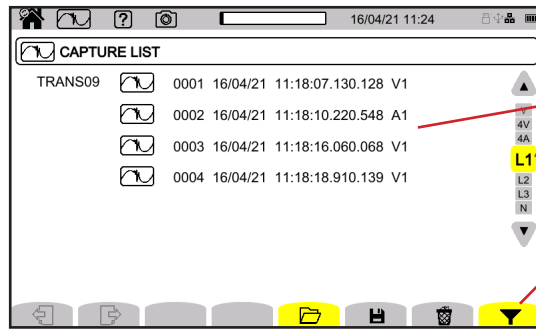 ? 16/04/21 11:24
CAPTURE LIST
TRANS09 0001 16/04/21 11:18:07.130.128 V1
0002 16/04/21 11:18:10.220.548 A1
0003 16/04/21 11:18:16.060.068 V1
0004 16/04/21 11:18:18.910.139 V1
4V
4A
L1
L2
L3
N